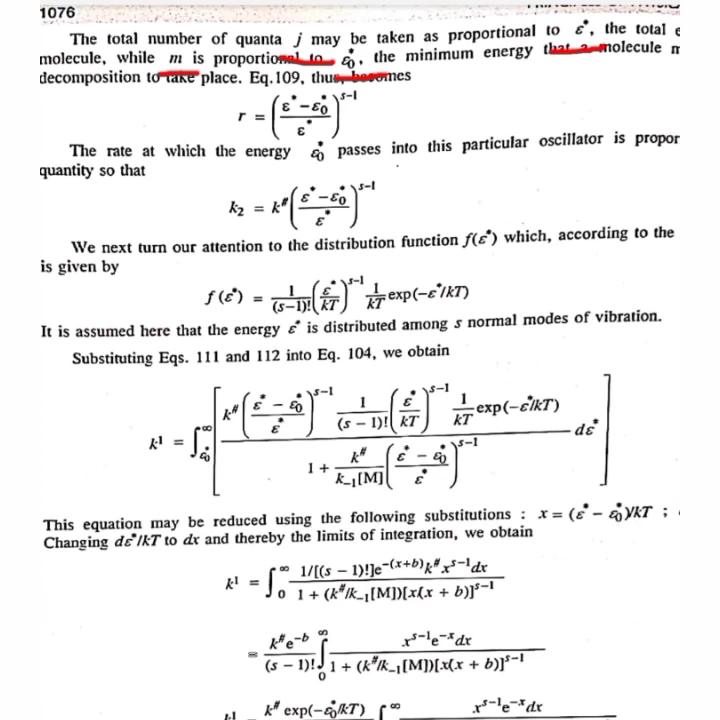 1076
The total number of quanta j may be taken as proportional to ε*, the total
molecule, while m is proportional to ε₀*, the minimum energy that a molecule
decomposition to take place. Eq.109, thus becomes
r = ((ε* − ε₀*)/ε*)^(s−1)
The rate at which the energy ε₀* passes into this particular oscillator is propor
quantity so that
k₂ = k^#((ε* − ε₀*)/ε*)^(s−1)
We next turn our attention to the distribution function f(ε*) which, according to the
is given by
f(ε*) = 1/(s−1)! (ε*/kT)^(s−1) 1/kT exp(−ε*/kT)
It is assumed here that the energy ε* is distributed among s normal modes of vibration.
Substituting Eqs. 111 and 112 into Eq. 104, we obtain
k¹ = ∫_{ε₀*}^∞ [ k^#((ε* − ε₀*)/ε*)^(s−1) 1/(s − 1)! (ε*/kT)^(s−1) 1/kT exp(−ε*/kT) / (1 + k^#/k₋₁[M] ((ε* − ε₀*)/ε*)^(s−1)) dε* ]
This equation may be reduced using the following substitutions : x = (ε* − ε₀*)/kT ;
Changing dε*/kT to dx and thereby the limits of integration, we obtain
k¹ = ∫₀^∞ 1/[(s − 1)!]e^−(x+b) k^# x^(s−1)dx / 1 + (k^#/k₋₁[M])[x(x + b)]^(s−1)
= k^#e^−b/(s − 1)! ∫₀^∞ x^(s−1)e^−x dx / 1 + (k^#/k₋₁[M])[x(x + b)]^(s−1)
k¹ k^# exp(−ε₀*/kT) ∫^∞ x^(s−1)e^−x dx